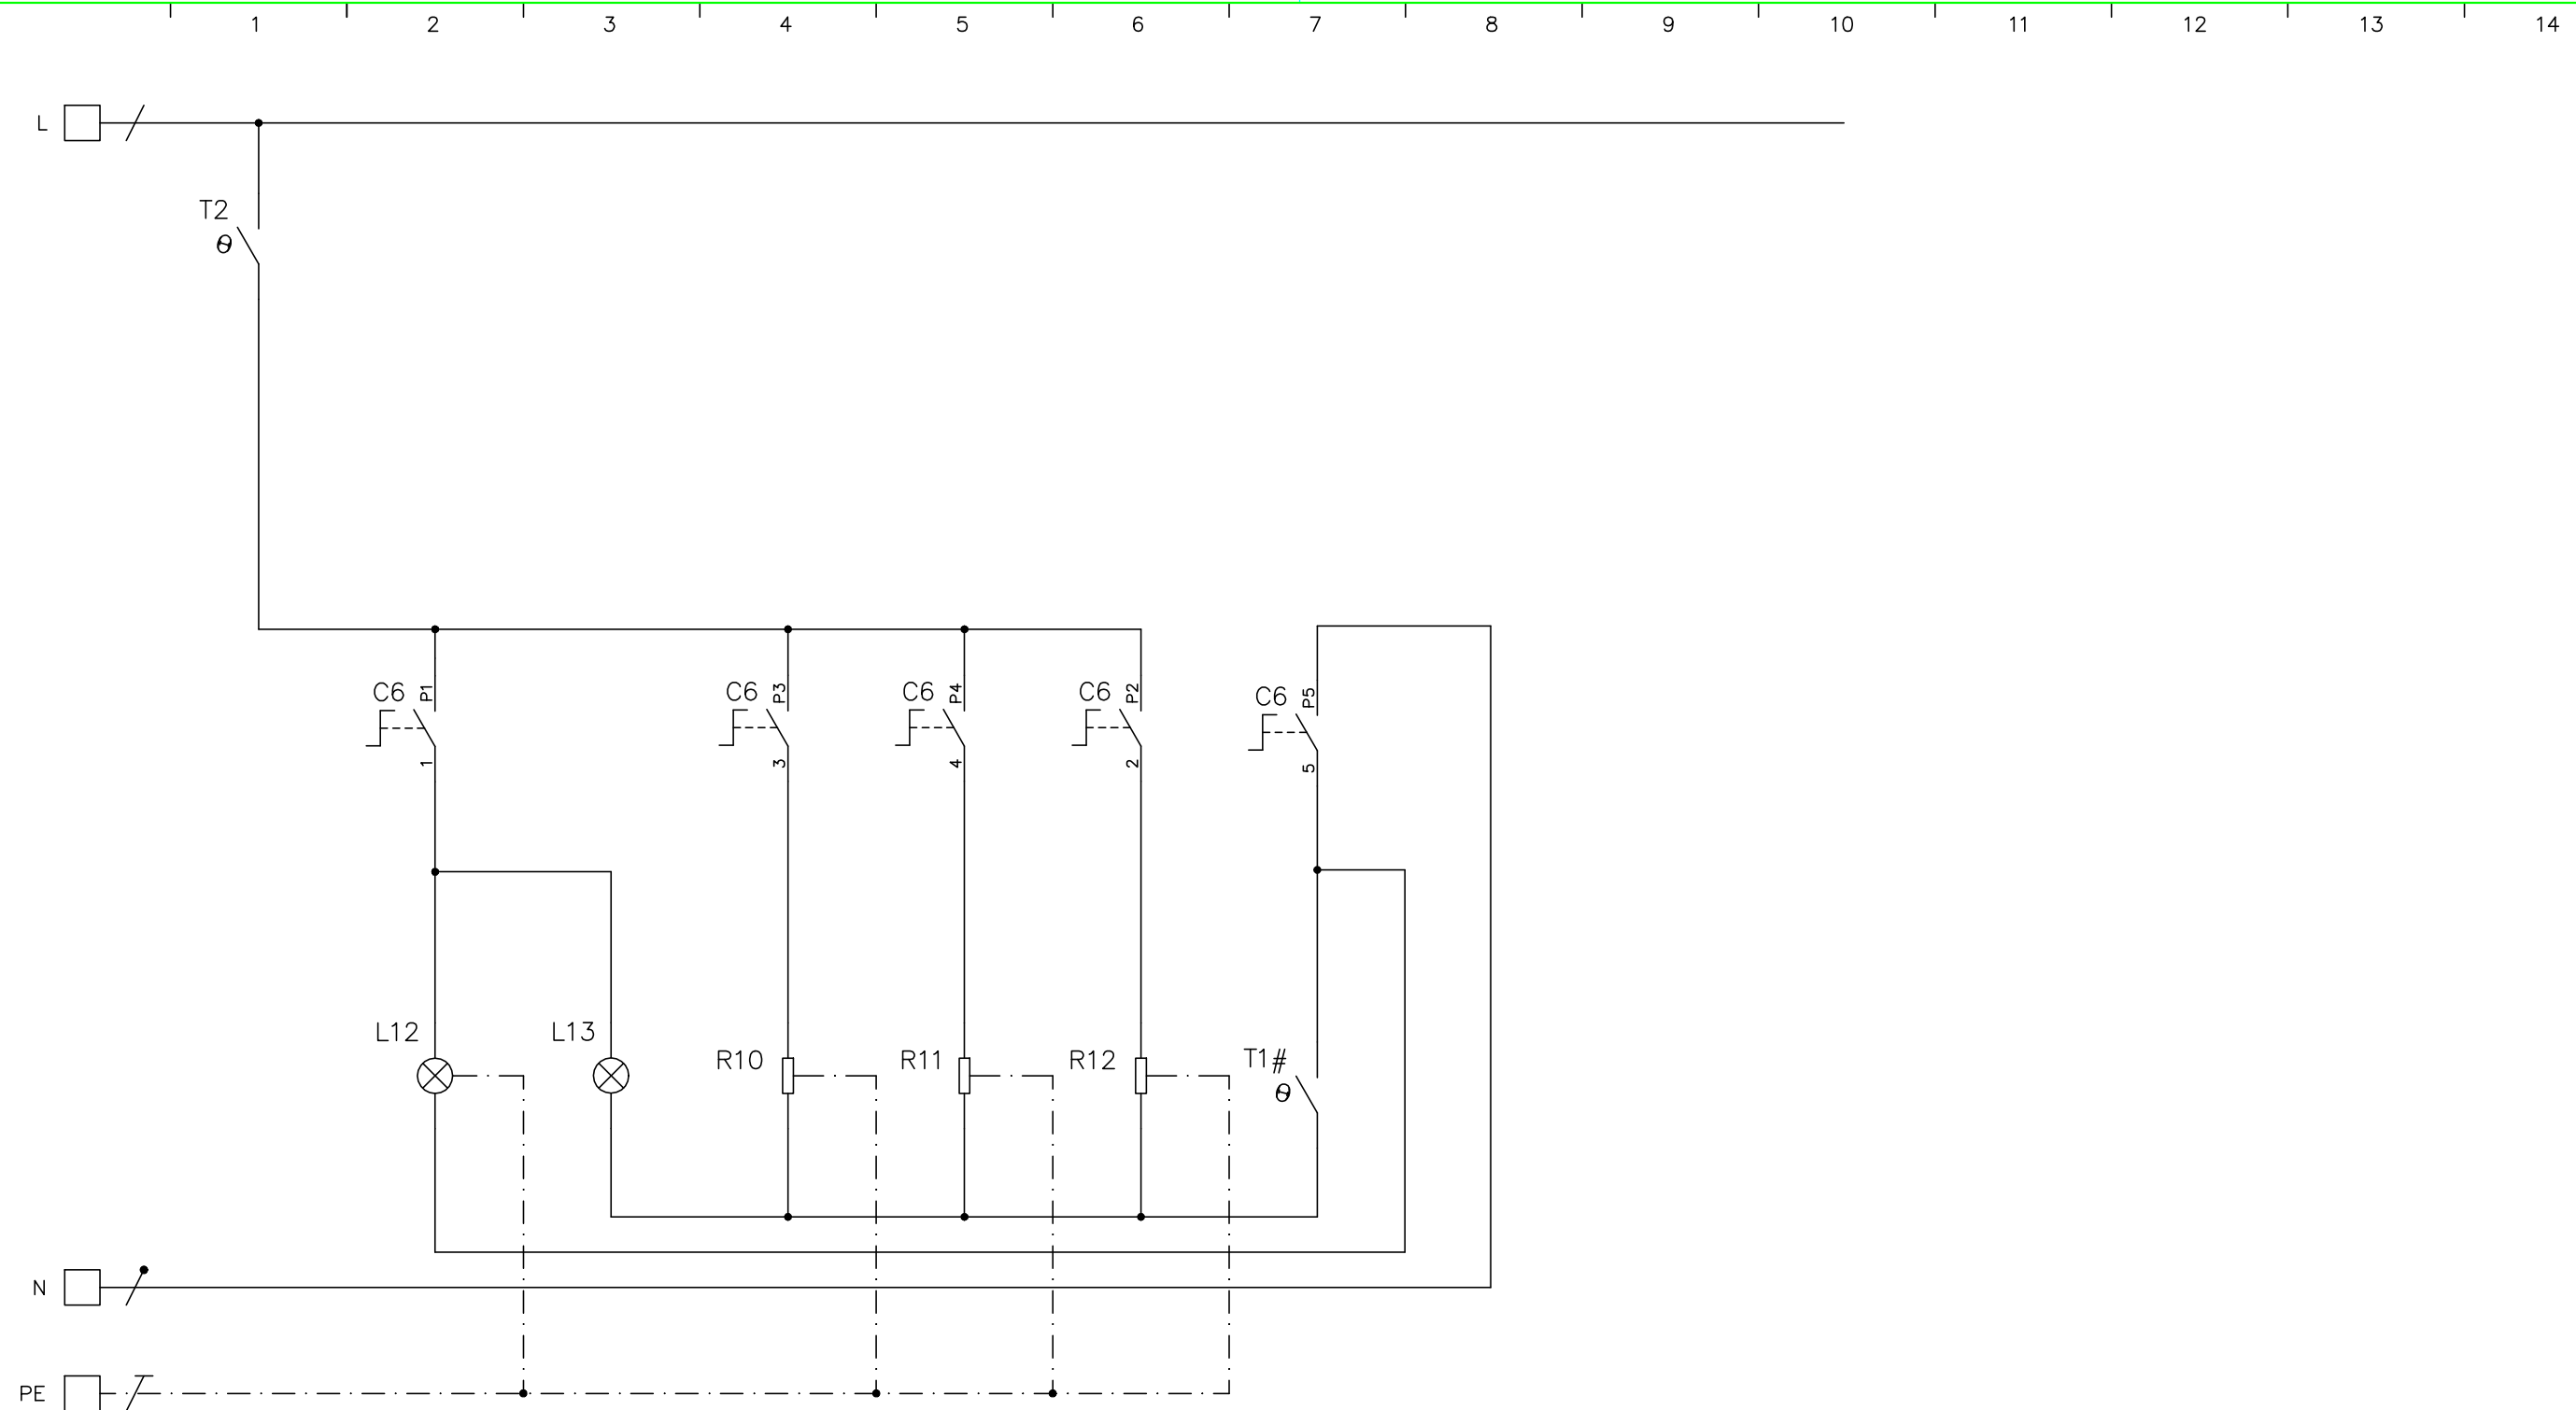 1 2 3 4 5 6 7 8 9 10 11 12 13 14
L
T2
θ
C6 P1 C6 P3 C6 P4 C6 P2 C6 P5
1 3 4 2 5
L12 L13 R10 R11 R12 T1#
θ
N
PE